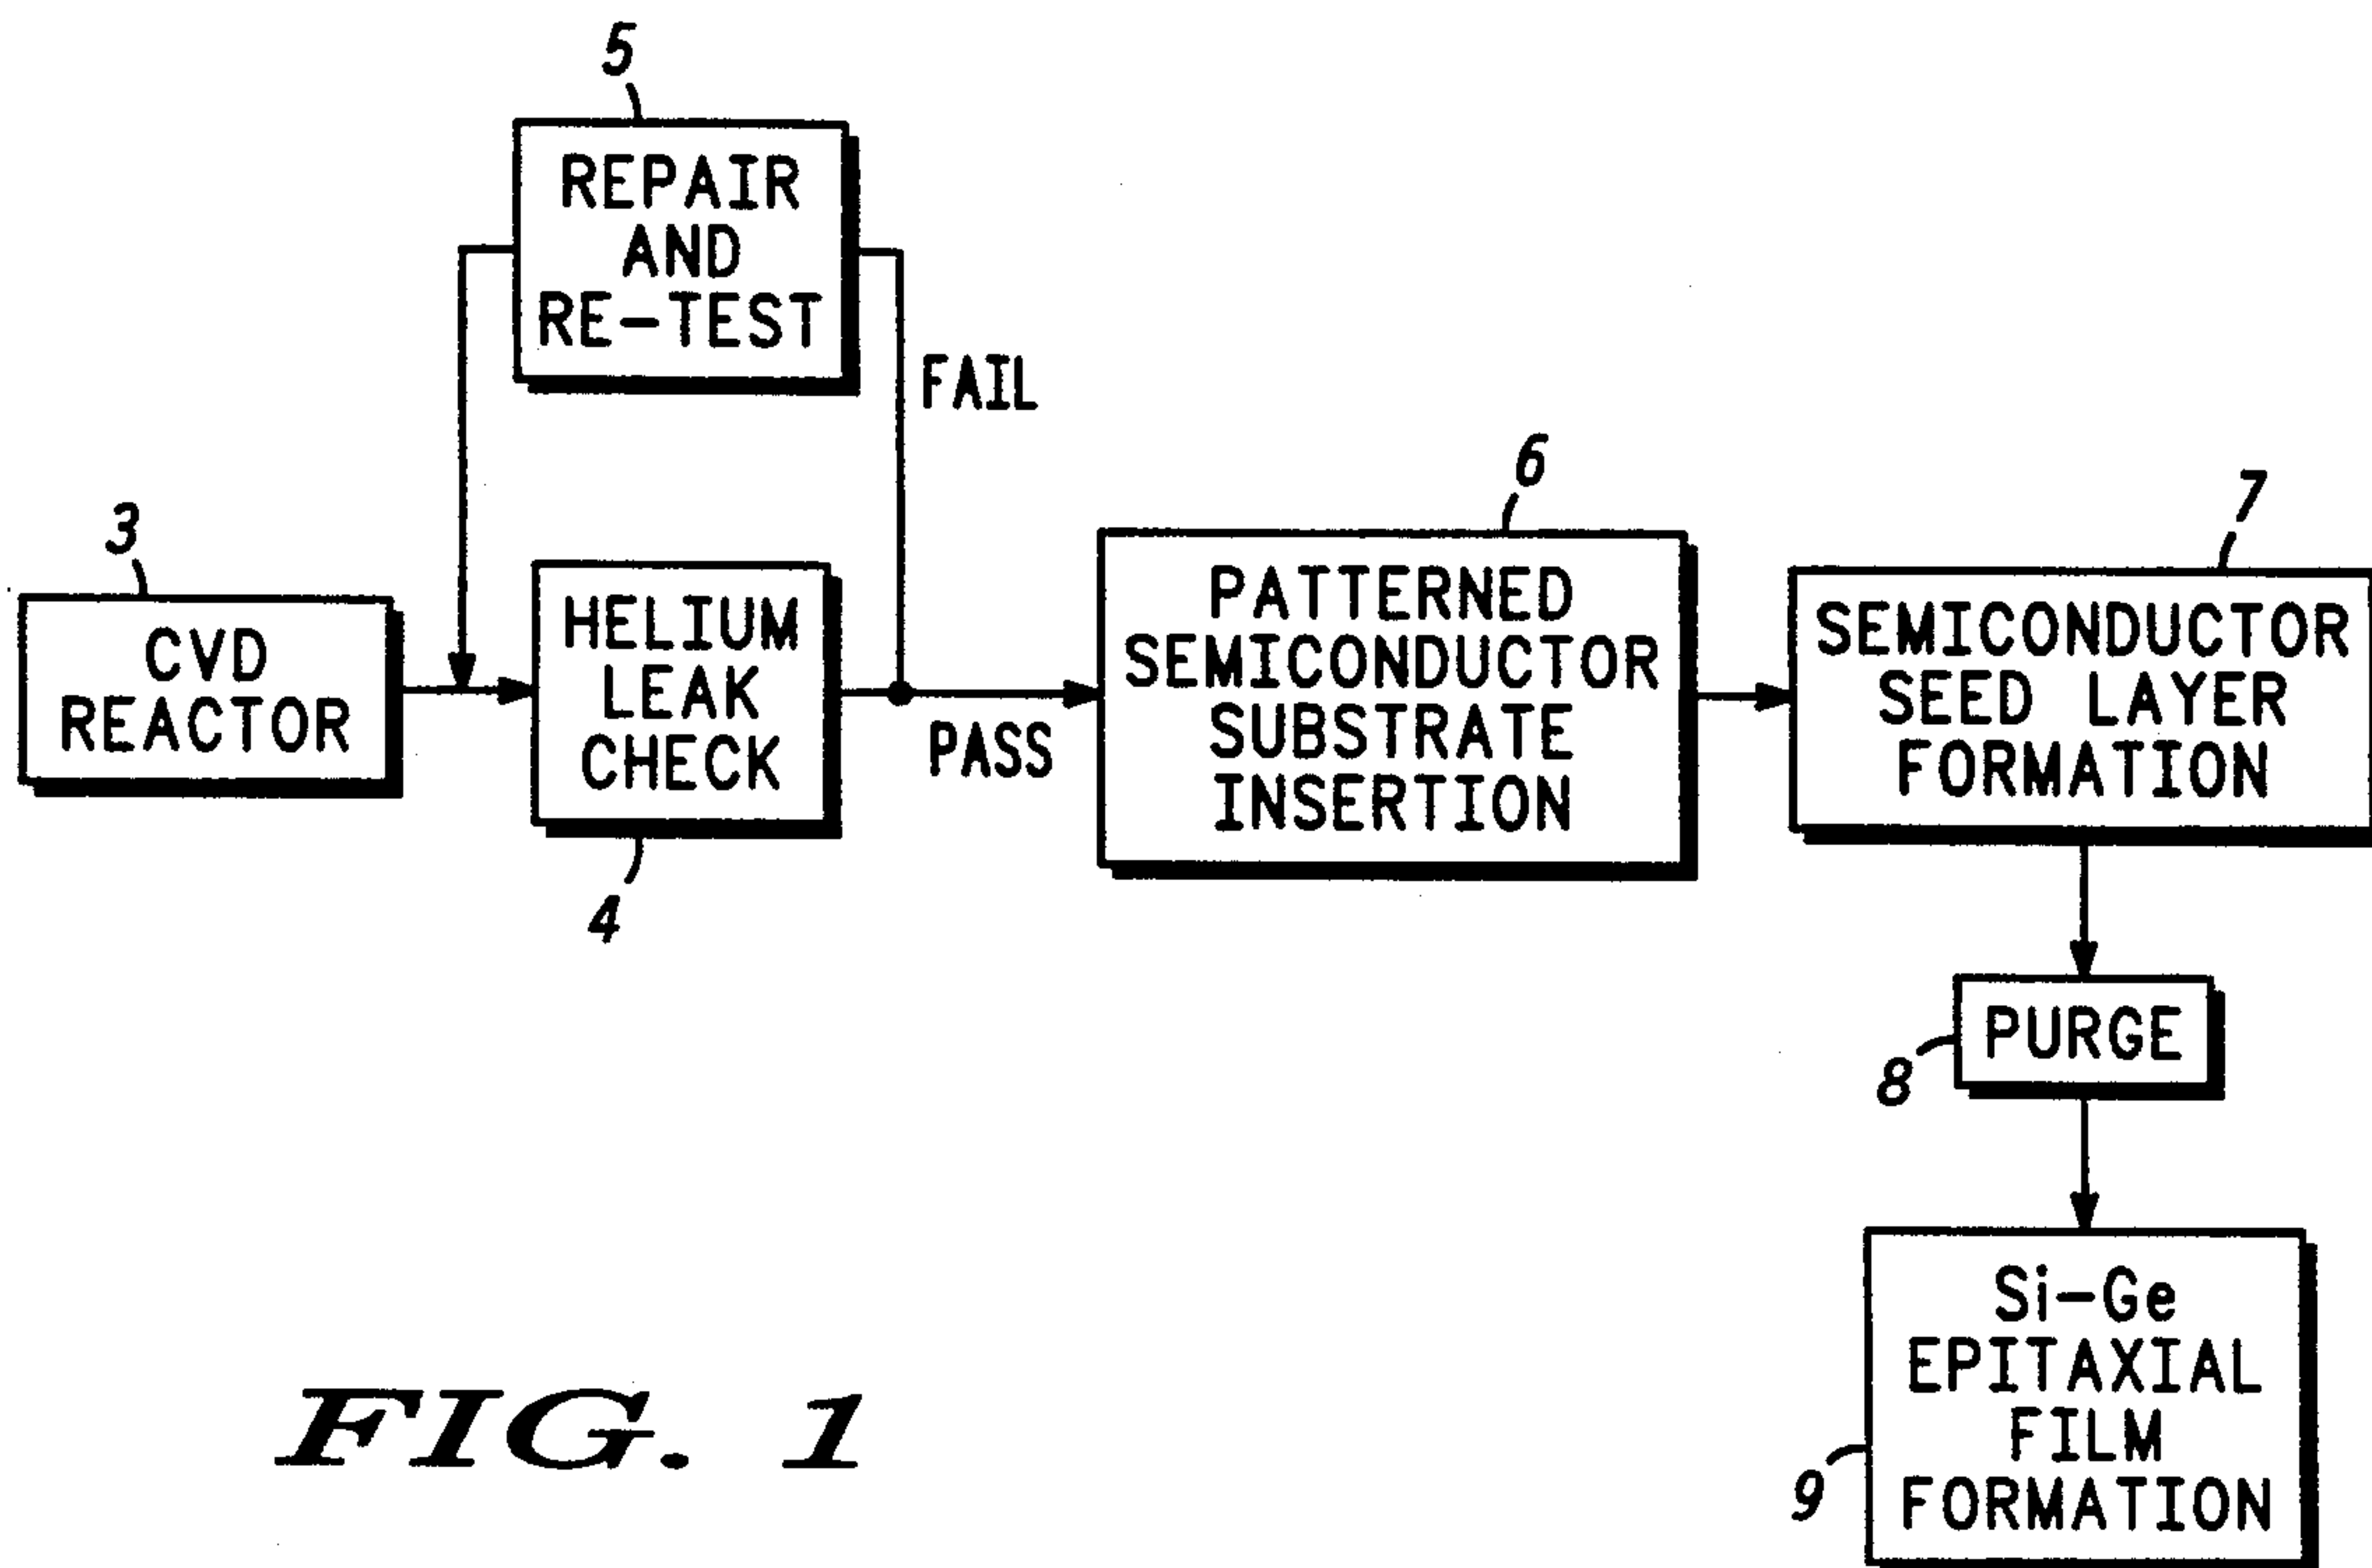 5
REPAIR
AND
RE-TEST
FAIL
3
CVD
REACTOR
HELIUM
LEAK
CHECK
4
PASS
6
PATTERNED
SEMICONDUCTOR
SUBSTRATE
INSERTION
7
SEMICONDUCTOR
SEED LAYER
FORMATION
PURGE
8
Si-Ge
EPITAXIAL
FILM
FORMATION
9
FIG. 1